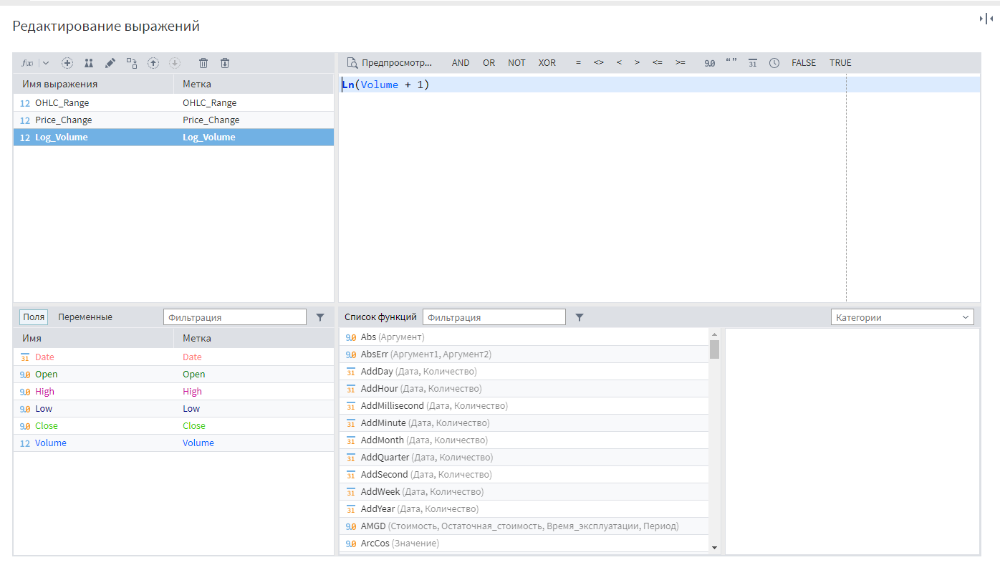 Редактирование выражений
f(x)
Предпросмотр... AND OR NOT XOR = <> < > <= >= 9.0 “ ” 31 FALSE TRUE
Имя выражения Метка
Ln(Volume + 1)
12 OHLC_Range OHLC_Range
12 Price_Change Price_Change
12 Log_Volume Log_Volume
Поля Переменные Фильтрация
Список функций Фильтрация Категории
Имя Метка
31 Date Date
9.0 Open Open
9.0 High High
9.0 Low Low
9.0 Close Close
12 Volume Volume
9.0 Abs (Аргумент)
9.0 AbsErr (Аргумент1, Аргумент2)
31 AddDay (Дата, Количество)
31 AddHour (Дата, Количество)
31 AddMillisecond (Дата, Количество)
31 AddMinute (Дата, Количество)
31 AddMonth (Дата, Количество)
31 AddQuarter (Дата, Количество)
31 AddSecond (Дата, Количество)
31 AddWeek (Дата, Количество)
31 AddYear (Дата, Количество)
9.0 AMGD (Стоимость, Остаточная_стоимость, Время_эксплуатации, Период)
9.0 ArcCos (Значение)